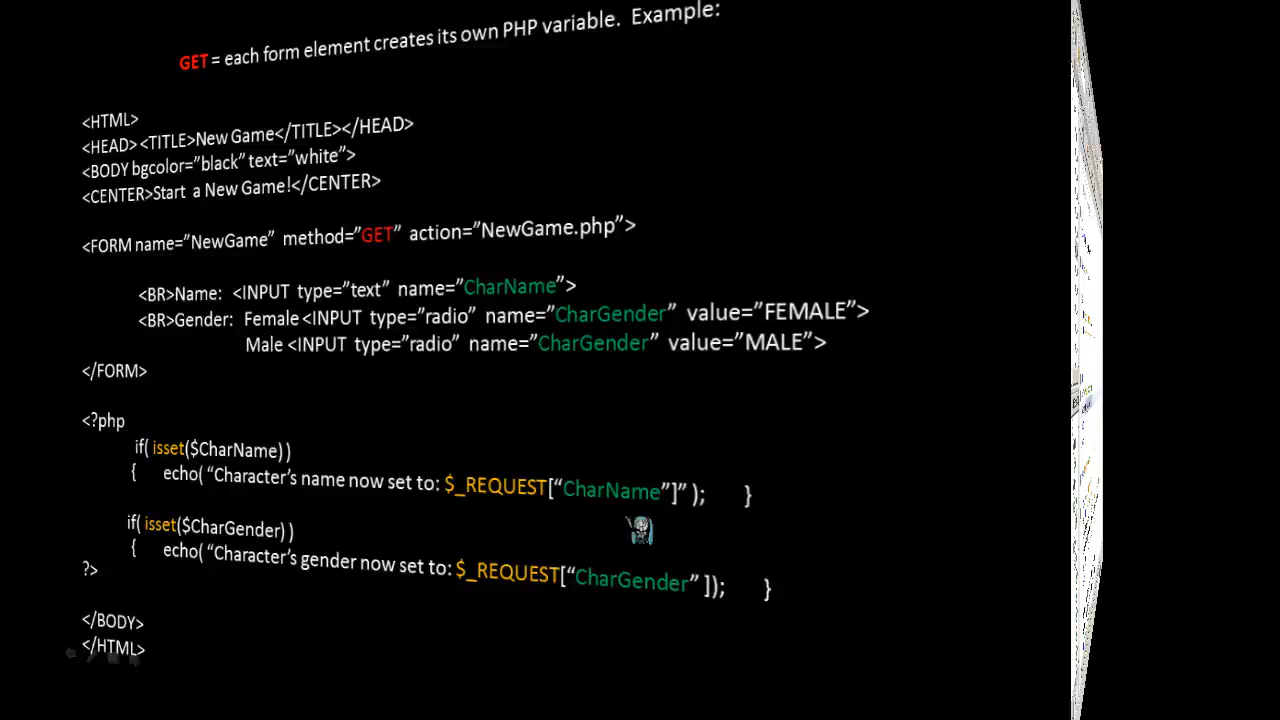 GET = each form element creates its own PHP variable. Example:
<HTML>
<HEAD><TITLE>New Game</TITLE></HEAD>
<BODY bgcolor=”black” text=”white”>
<CENTER>Start a New Game!</CENTER>
<FORM name=”NewGame” method=”GET” action=”NewGame.php”>
<BR>Name: <INPUT type=”text” name=”CharName”>
<BR>Gender: Female <INPUT type=”radio” name=”CharGender” value=”FEMALE”>
Male <INPUT type=”radio” name=”CharGender” value=”MALE”>
</FORM>
<?php
if( isset($CharName) )
{ echo( “Character’s name now set to: $_REQUEST[“CharName”]” ); }
if( isset($CharGender) )
{ echo( “Character’s gender now set to: $_REQUEST[“CharGender” ]); }
?>
</BODY>
</HTML>